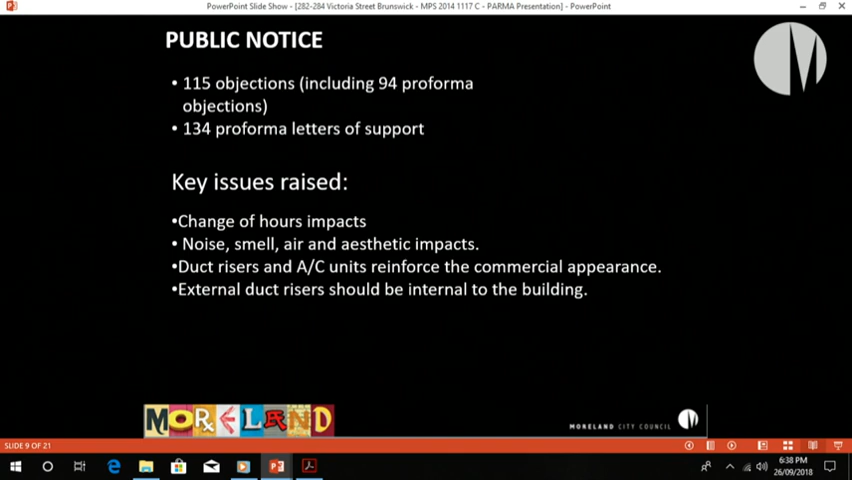 PowerPoint Slide Show - [282-284 Victoria Street Brunswick - MPS 2014 1117 C - PARMA Presentation] - PowerPoint
PUBLIC NOTICE
• 115 objections (including 94 proforma
objections)
• 134 proforma letters of support
Key issues raised:
•Change of hours impacts
• Noise, smell, air and aesthetic impacts.
•Duct risers and A/C units reinforce the commercial appearance.
•External duct risers should be internal to the building.
MORELAND
MORELAND CITY COUNCIL
SLIDE 9 OF 21
6:38 PM
26/09/2018